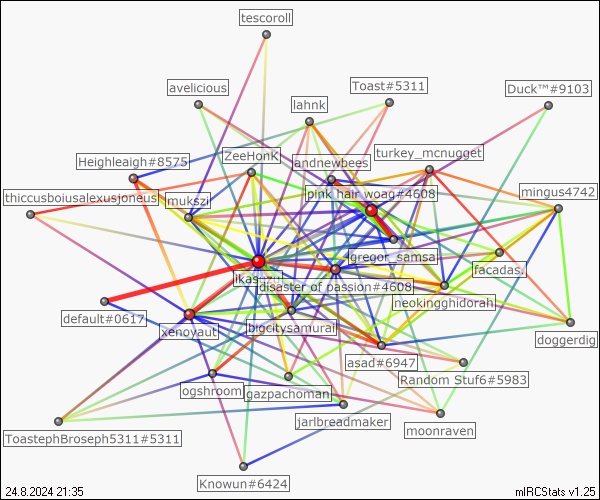 tescoroll
avelicious
Toast#5311
Duck™#9103
lahnk
Heighleaigh#8575
ZeeHonK
andnewbees
turkey_mcnugget
thiccusboiusalexusjoneus
mukszi
pink hair woag#4608
mingus4742
gregor_samsa
facadas.
disaster of passion#4608
neokingghidorah
default#0617
xenoyaut
bigcitysamurai
doggerdig
asad#6947
Random Stuf6#5983
ogshroom
gazpachoman
jarlbreadmaker
moonraven
ToastephBroseph5311#5311
Knowun#6424
24.8.2024 21:35
mIRCStats v1.25